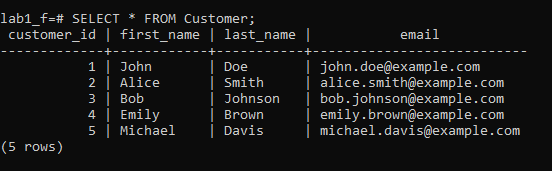 lab1_f=# SELECT * FROM Customer;
 customer_id | first_name | last_name |           email
-------------+------------+-----------+---------------------------
           1 | John       | Doe       | john.doe@example.com
           2 | Alice      | Smith     | alice.smith@example.com
           3 | Bob        | Johnson   | bob.johnson@example.com
           4 | Emily      | Brown     | emily.brown@example.com
           5 | Michael    | Davis     | michael.davis@example.com
(5 rows)